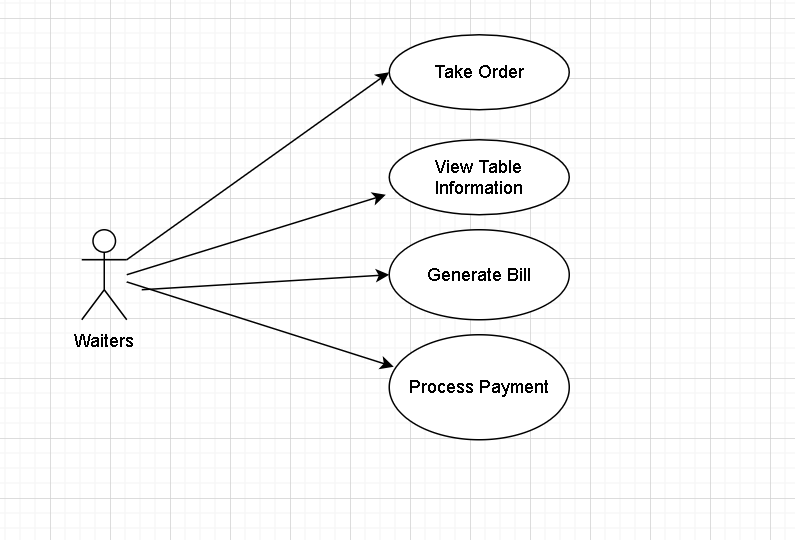 Take Order
View Table
Information
Generate Bill
Waiters
Process Payment